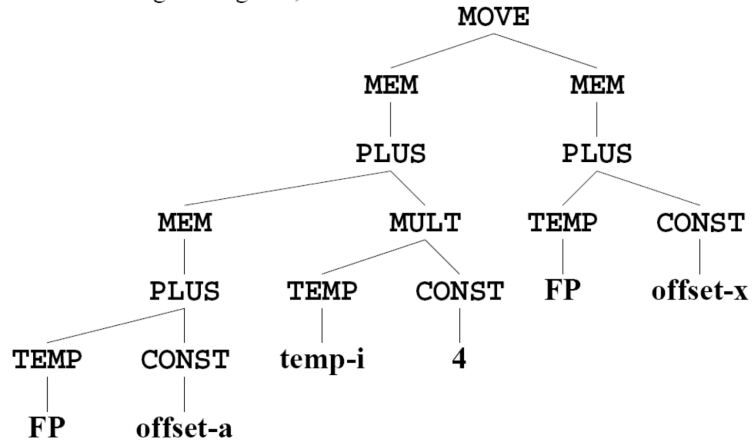 MOVE
MEM MEM
PLUS PLUS
MEM MULT TEMP CONST
PLUS TEMP CONST FP offset-x
TEMP CONST temp-i 4
FP offset-a